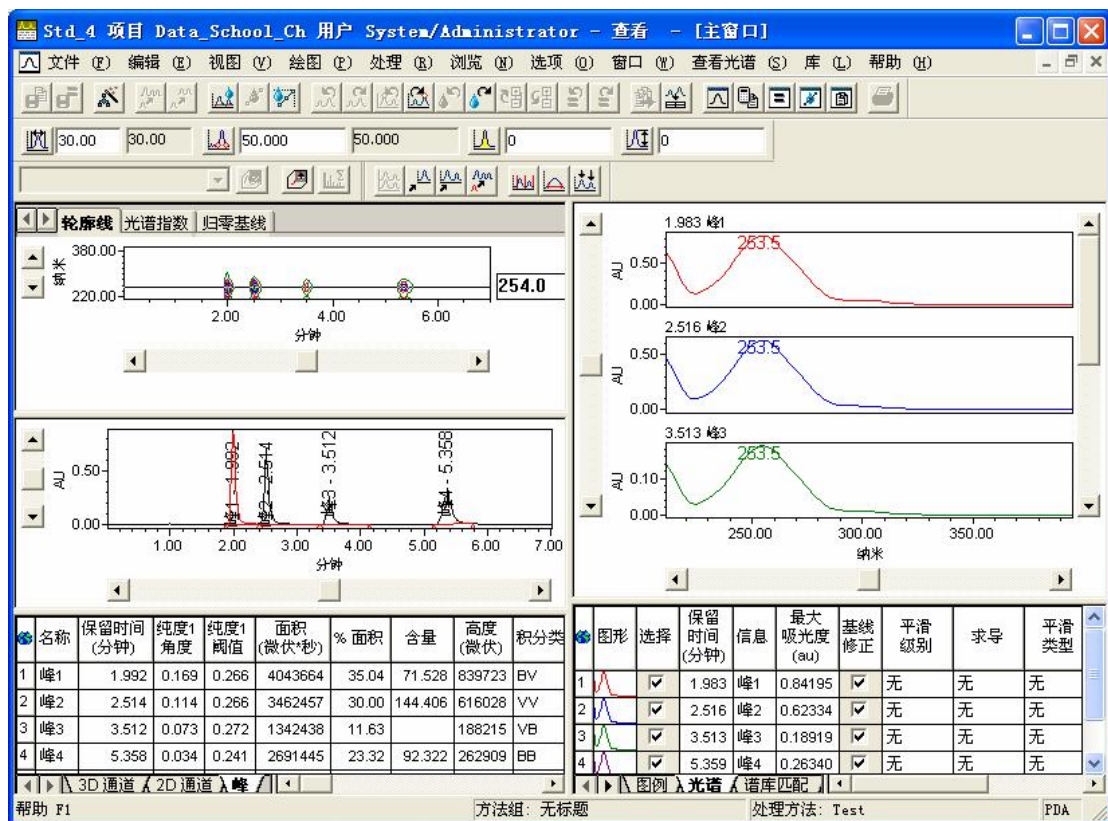 Std_4 项目 Data_School_Ch 用户 System/Administrator - 查看 - [主窗口]
文件 (F) 编辑 (E) 视图 (V) 绘图 (P) 处理 (R) 浏览 (N) 选项 (O) 窗口 (W) 查看光谱 (S) 库 (L) 帮助 (H)
30.00 30.00 50.000 50.000 0 0
轮廓线 光谱指数 归零基线
纳米
380.00
220.00
254.0
2.00 4.00 6.00
分钟
AU
0.50
0.00
峰1 - 1.992
峰2 - 2.514
峰3 - 3.512
峰4 - 5.358
1.00 2.00 3.00 4.00 5.00 6.00 7.00
分钟
名称 保留时间 (分钟) 纯度1 角度 纯度1 阈值 面积 (微伏*秒) % 面积 含量 高度 (微伏) 积分类
1 峰1 1.992 0.169 0.266 4043664 35.04 71.528 839723 BV
2 峰2 2.514 0.114 0.266 3462457 30.00 144.406 616028 VV
3 峰3 3.512 0.073 0.272 1342438 11.63 188215 VB
4 峰4 5.358 0.034 0.241 2691445 23.32 92.322 262909 BB
3D 通道 2D 通道 峰
1.983 峰1
253.5
AU
0.50
0.00
2.516 峰2
253.5
AU
0.50
0.00
3.513 峰3
253.5
AU
0.10
0.00
250.00 300.00 350.00
纳米
图形 选择 保留 时间 (分钟) 信息 最大 吸光度 (au) 基线 修正 平滑 级别 求导 平滑 类型
1 1.983 峰1 0.84195 无 无 无
2 2.516 峰2 0.62334 无 无 无
3 3.513 峰3 0.18919 无 无 无
4 5.359 峰4 0.26340 无 无 无
图例 光谱 谱库匹配
帮助 F1 方法组: 无标题 处理方法: Test PDA